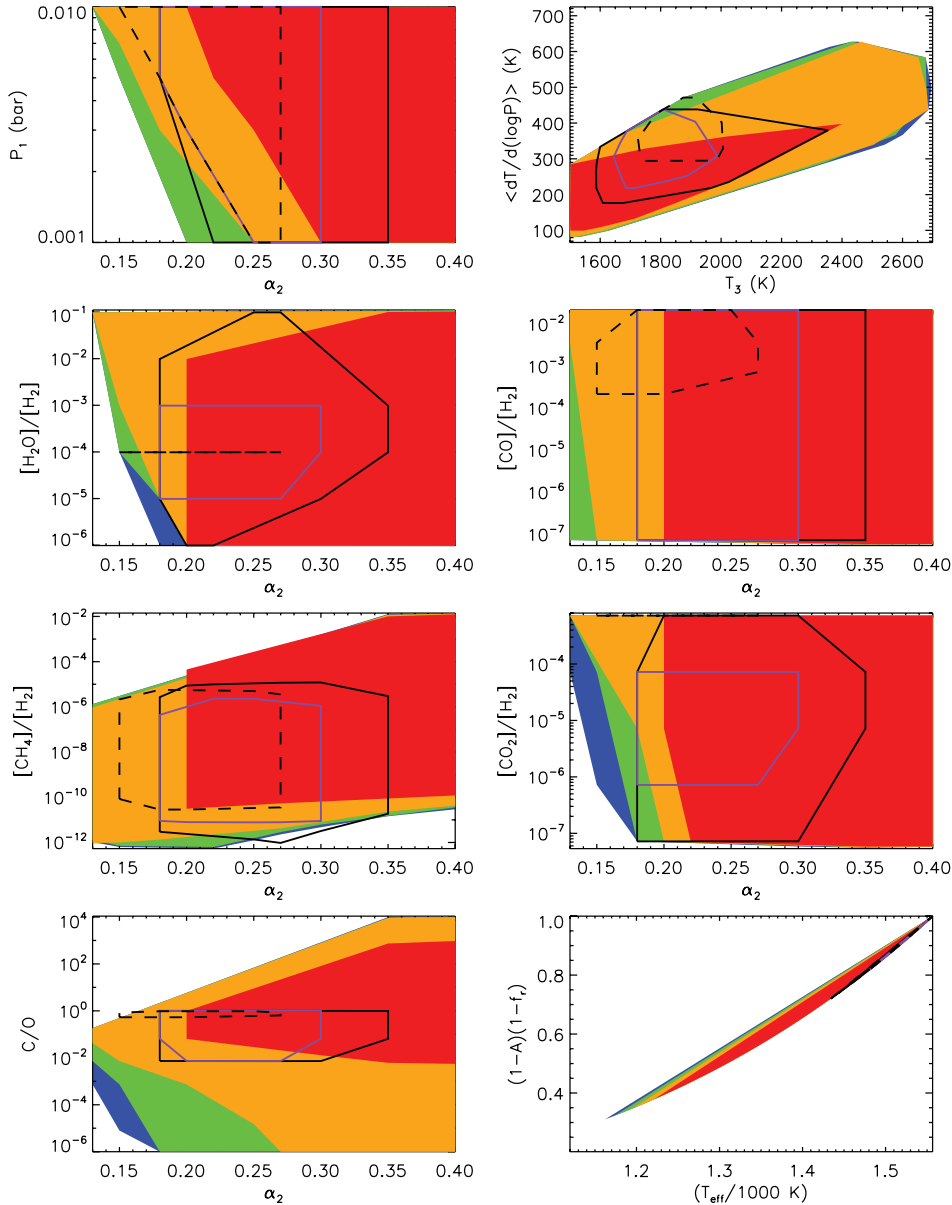 0.010
P₁ (bar)
0.001
0.15 0.20 0.25 0.30 0.35 0.40
α₂
700
600
500
400
300
200
100
<dT/d(logP)> (K)
1600 1800 2000 2200 2400 2600
T₃ (K)
10⁻¹
10⁻²
10⁻³
10⁻⁴
10⁻⁵
10⁻⁶
[H₂O]/[H₂]
0.15 0.20 0.25 0.30 0.35 0.40
α₂
10⁻²
10⁻³
10⁻⁴
10⁻⁵
10⁻⁶
10⁻⁷
[CO]/[H₂]
0.15 0.20 0.25 0.30 0.35 0.40
α₂
10⁻²
10⁻⁴
10⁻⁶
10⁻⁸
10⁻¹⁰
10⁻¹²
[CH₄]/[H₂]
0.15 0.20 0.25 0.30 0.35 0.40
α₂
10⁻⁴
10⁻⁵
10⁻⁶
10⁻⁷
[CO₂]/[H₂]
0.15 0.20 0.25 0.30 0.35 0.40
α₂
10⁴
10²
10⁰
10⁻²
10⁻⁴
10⁻⁶
C/O
0.15 0.20 0.25 0.30 0.35 0.40
α₂
1.0
0.8
0.6
0.4
(1−A)(1−fᵣ)
1.2 1.3 1.4 1.5
(T_eff/1000 K)